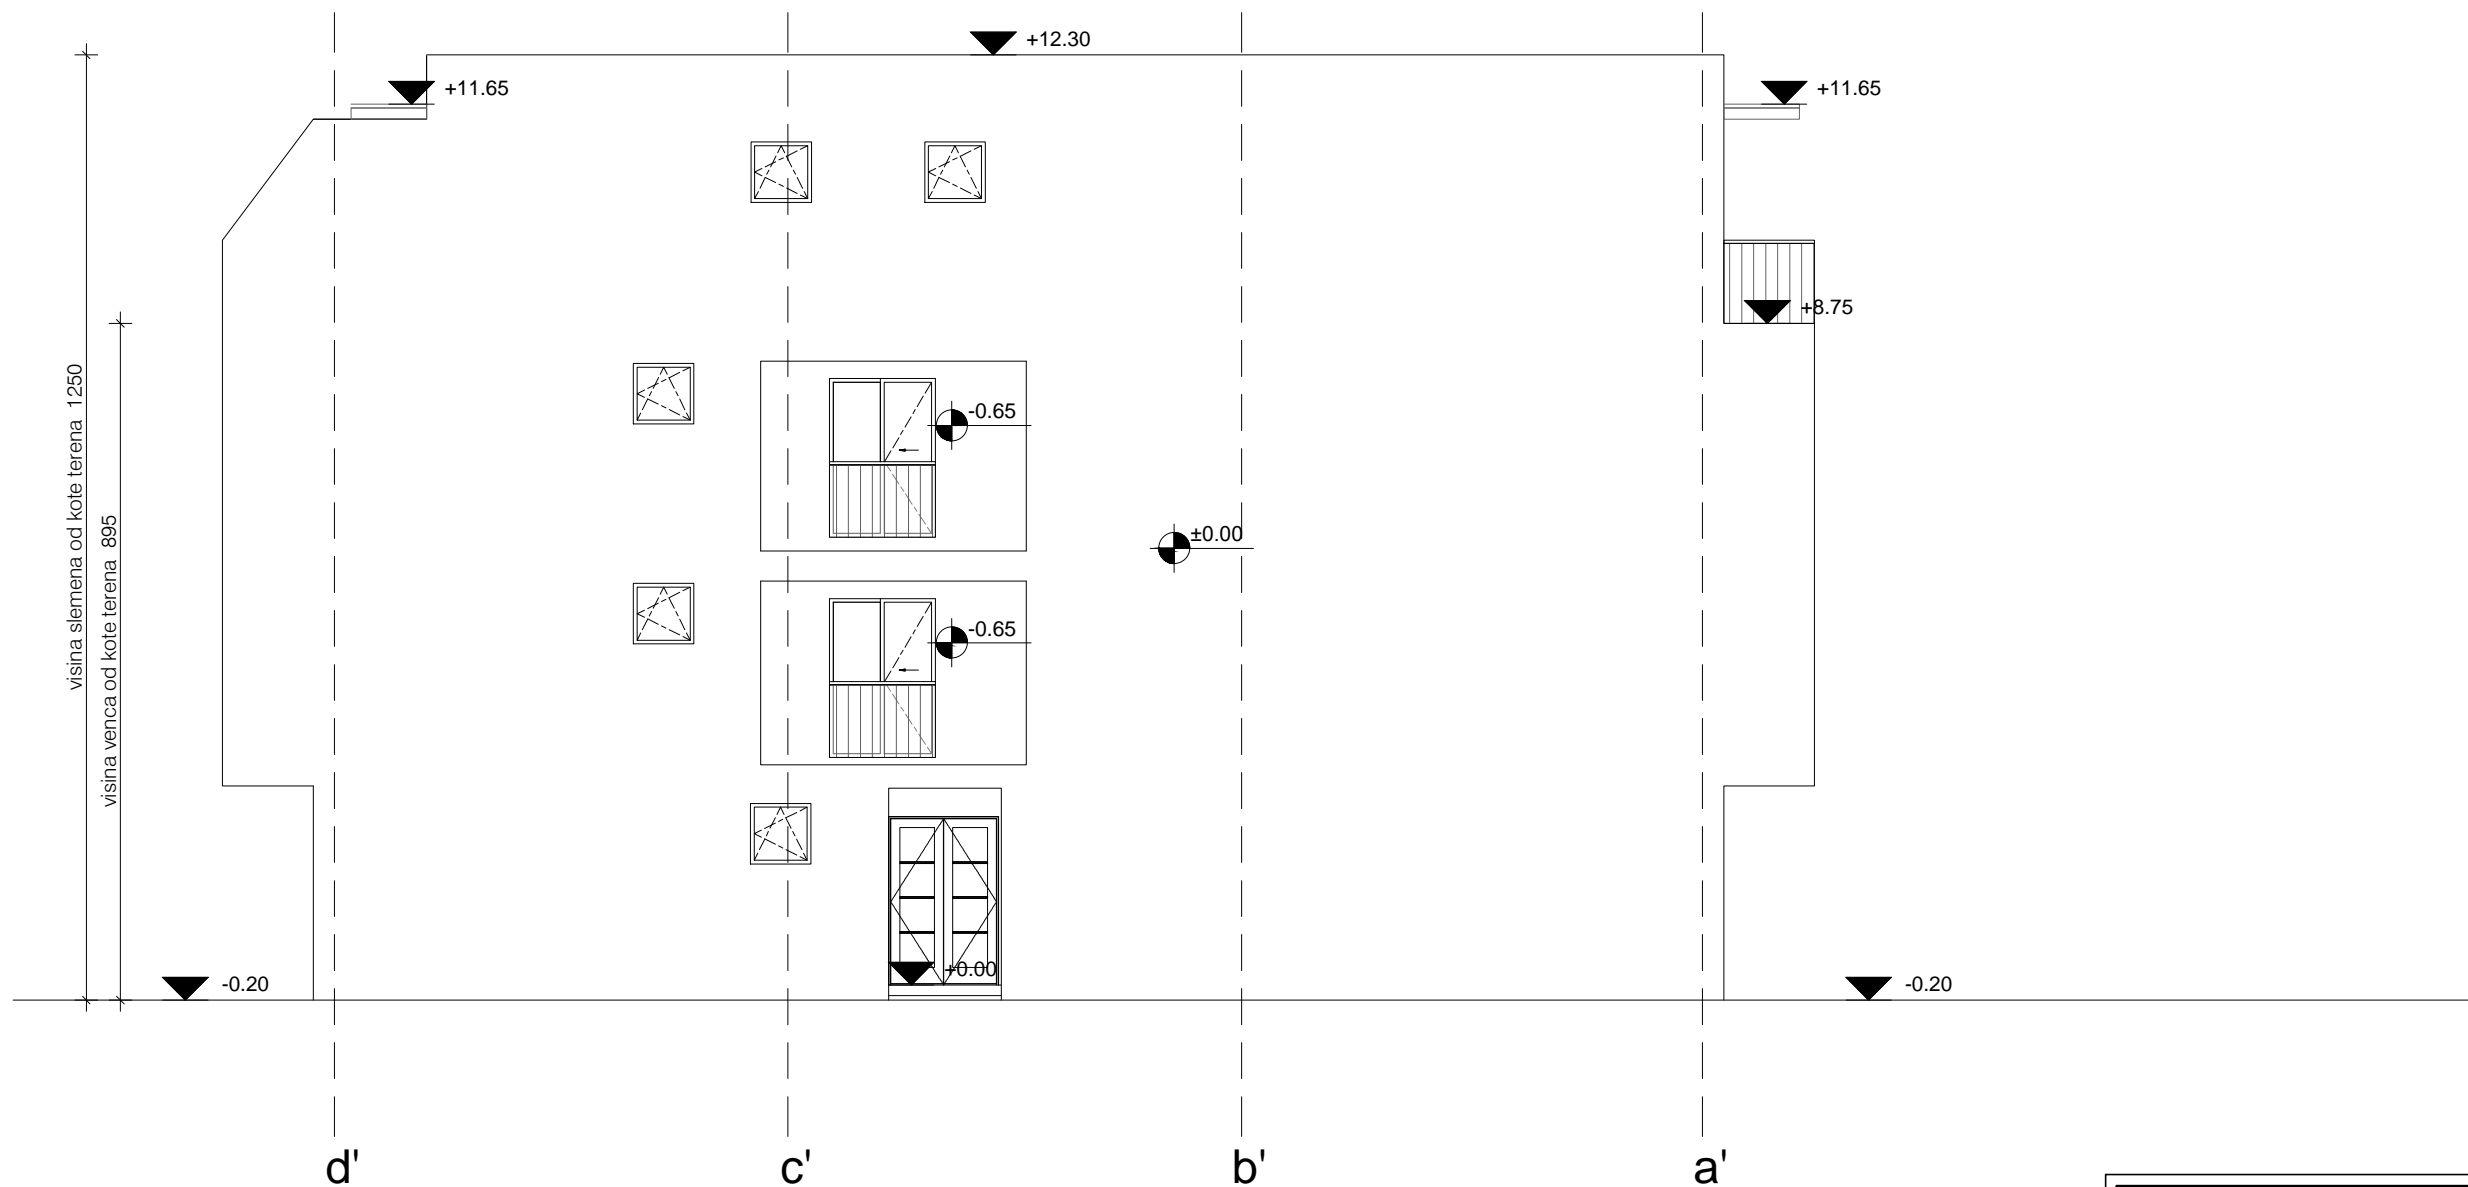 +12.30
+11.65
+11.65
+8.75
-0.65
±0.00
-0.65
visina slemena od kote terena 1250
visina venca od kote terena 895
+0.00
-0.20
-0.20
d'
c'
b'
a'